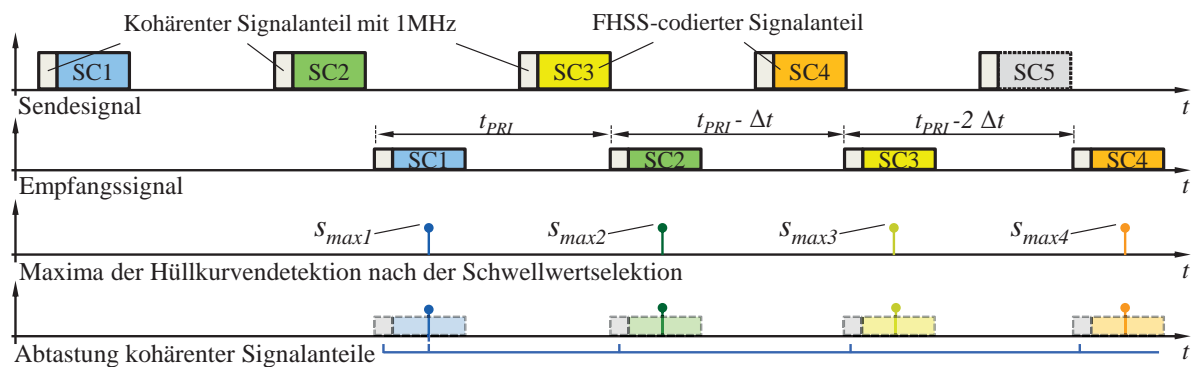 Kohärenter Signalanteil mit 1MHz
FHSS-codierter Signalanteil
SC1
SC2
SC3
SC4
SC5
Sendesignal
t
t_PRI
t_PRI - Δt
t_PRI -2 Δt
SC1
SC2
SC3
SC4
Empfangssignal
t
s_max1
s_max2
s_max3
s_max4
Maxima der Hüllkurvendetektion nach der Schwellwertselektion
t
Abtastung kohärenter Signalanteile
t